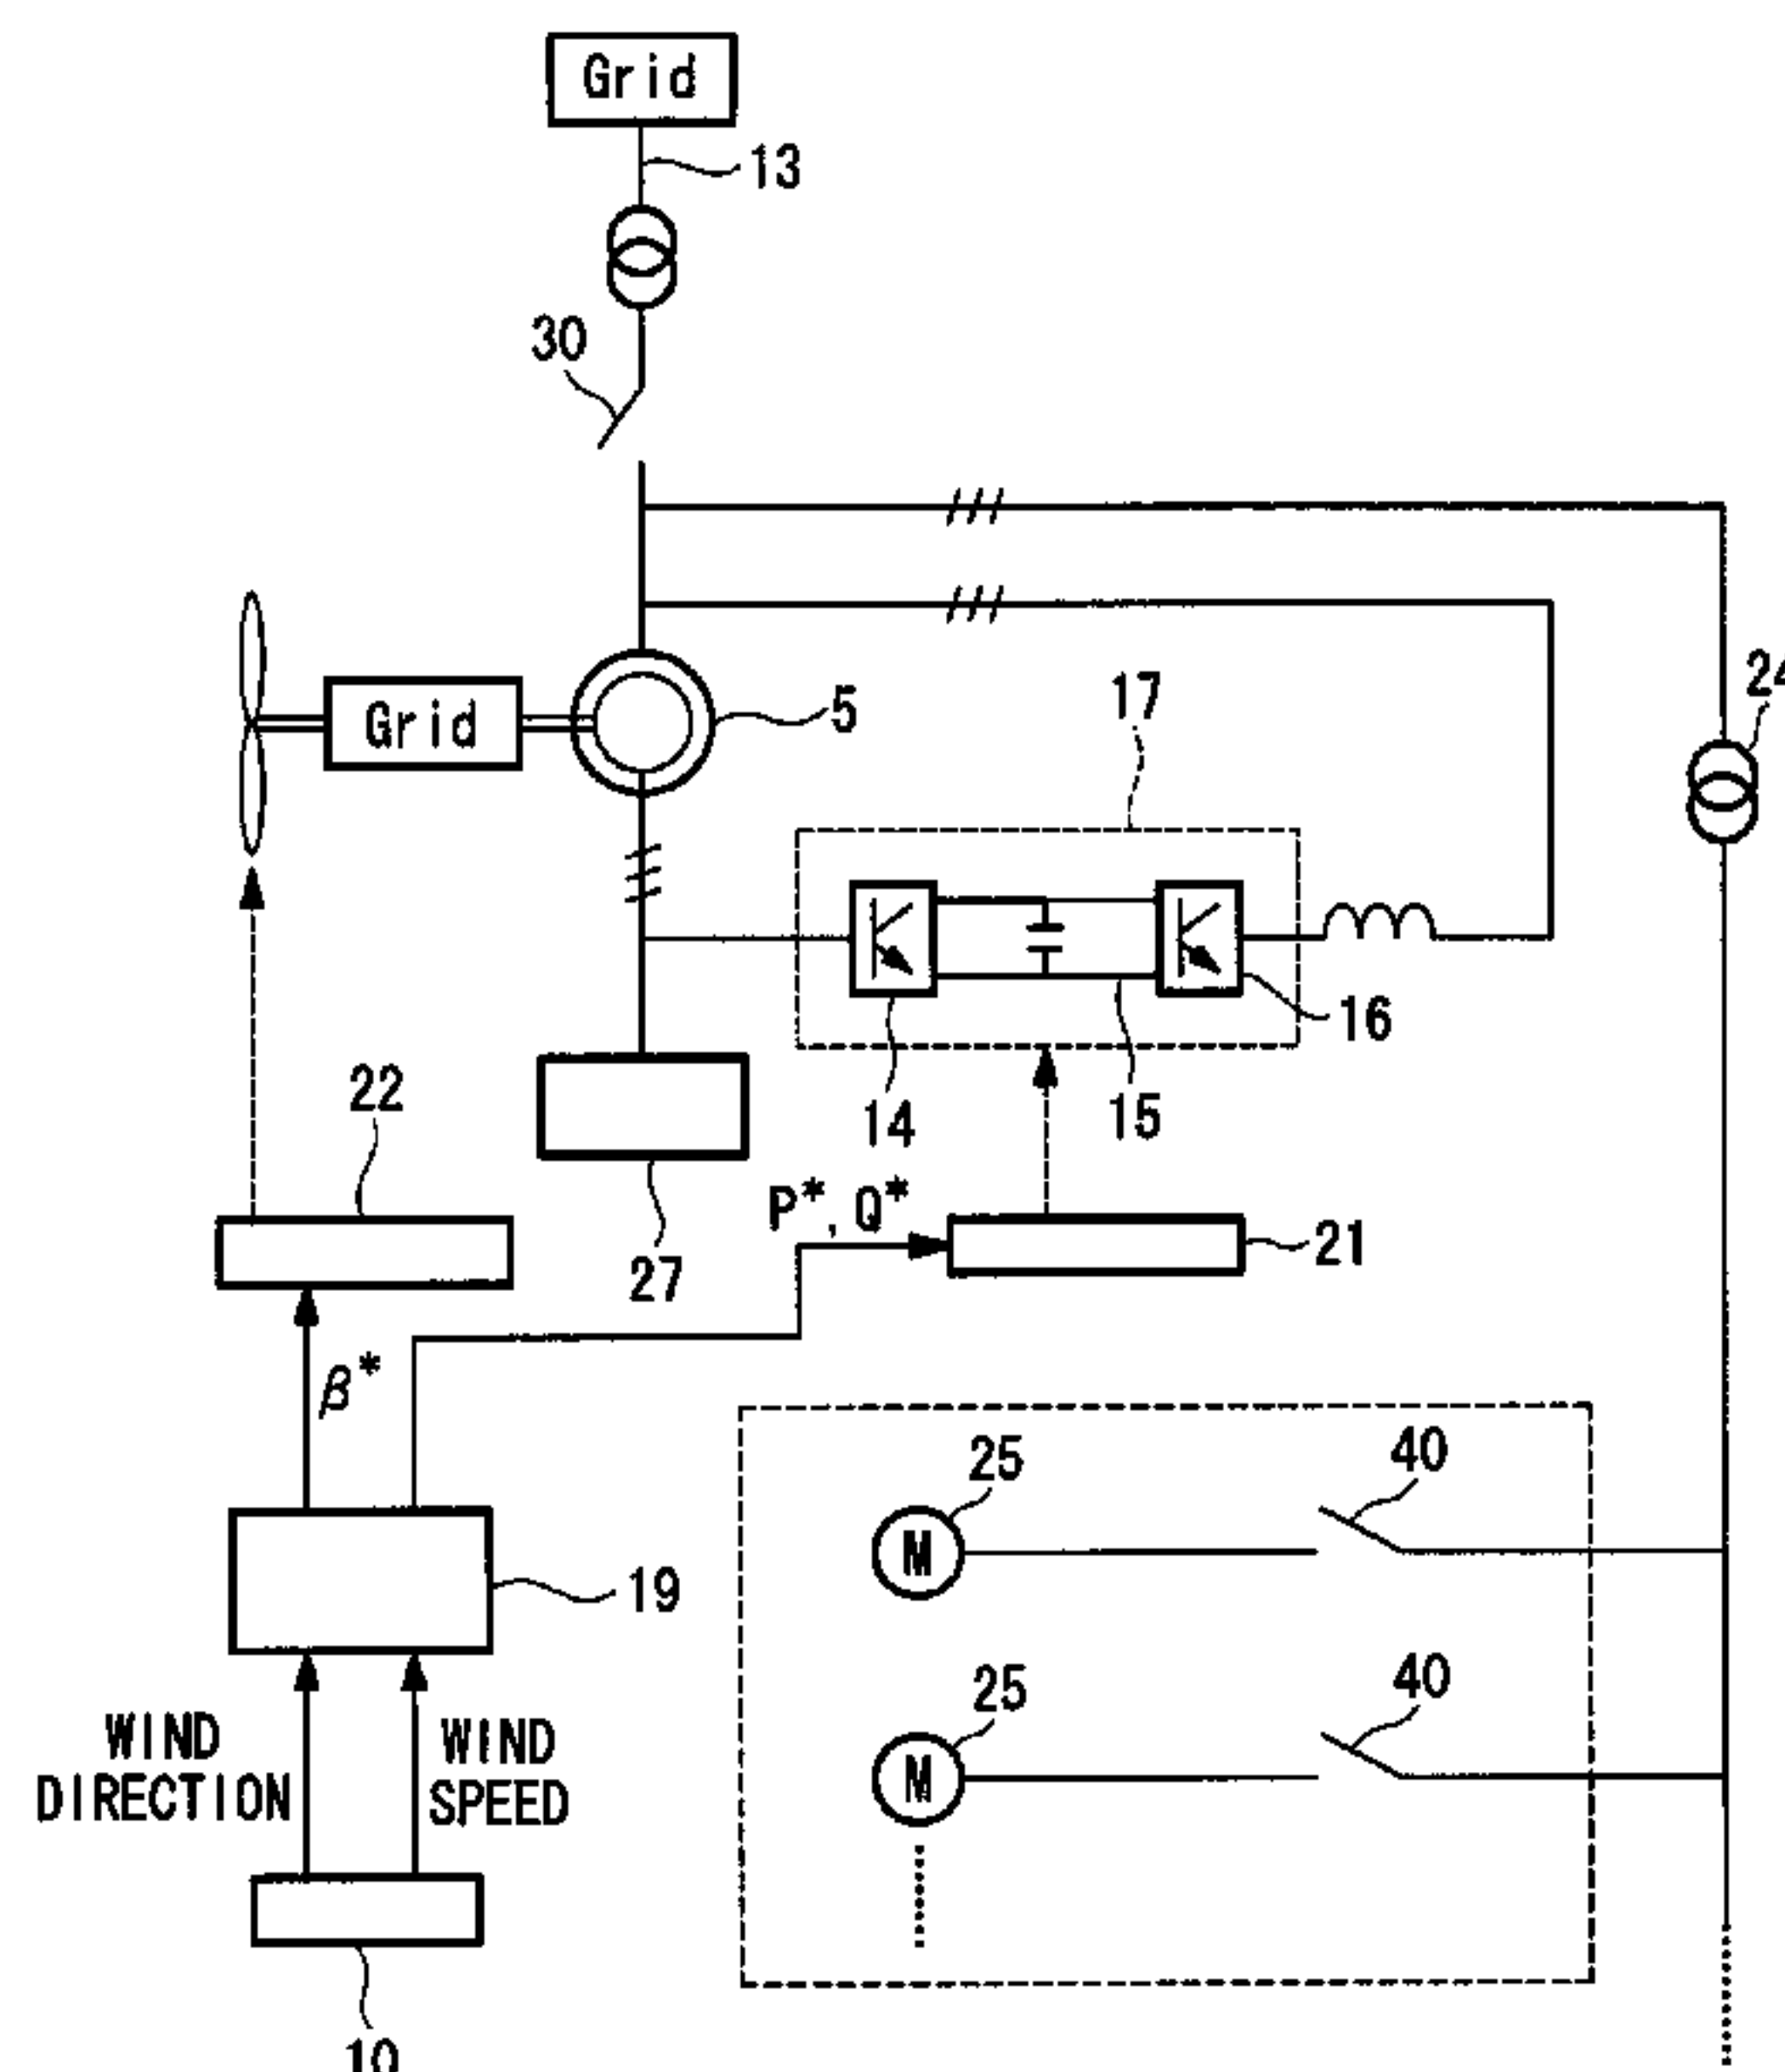 Grid
13
30
24
Grid
5
17
16
14
15
22
27
P*, Q*
21
β*
25
40
19
25
40
WIND
DIRECTION
WIND
SPEED
10